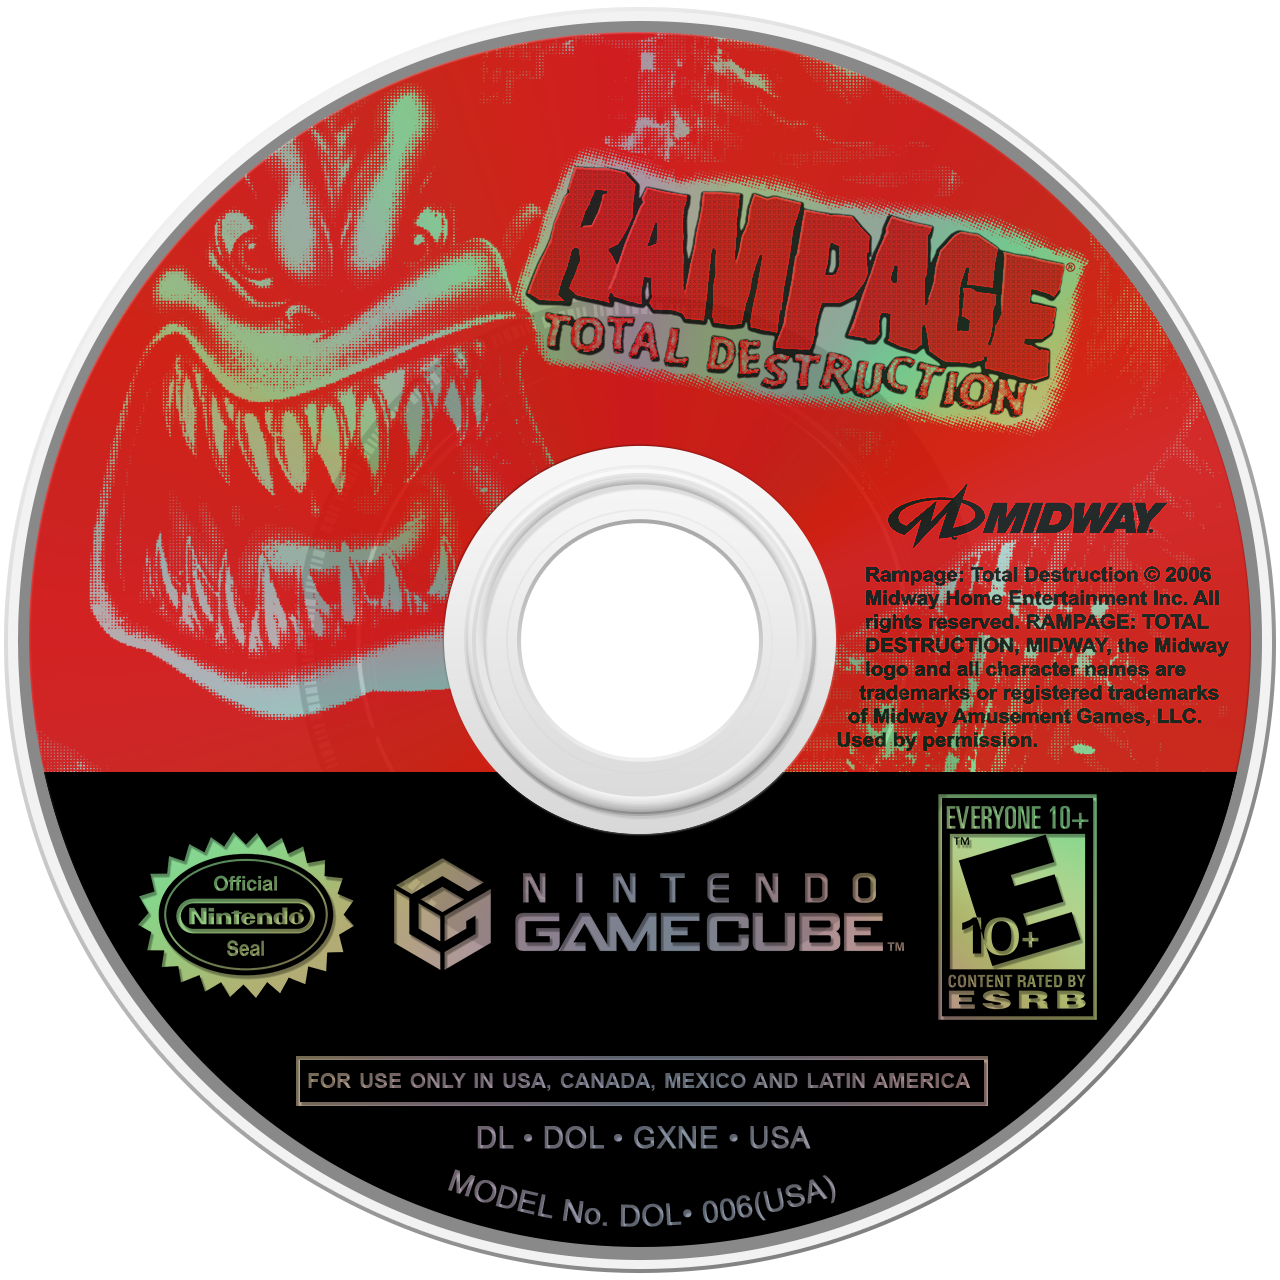 RAMPAGE®
TOTAL DESTRUCTION™
MIDWAY
Rampage: Total Destruction © 2006
Midway Home Entertainment Inc. All
rights reserved. RAMPAGE: TOTAL
DESTRUCTION, MIDWAY, the Midway
logo and all character names are
trademarks or registered trademarks
of Midway Amusement Games, LLC.
Used by permission.
Official
Nintendo®
Seal
NINTENDO
GAMECUBE™
EVERYONE 10+
™
E
10+
CONTENT RATED BY
ESRB
FOR USE ONLY IN USA, CANADA, MEXICO AND LATIN AMERICA
DL • DOL • GXNE • USA
MODEL No. DOL• 006(USA)